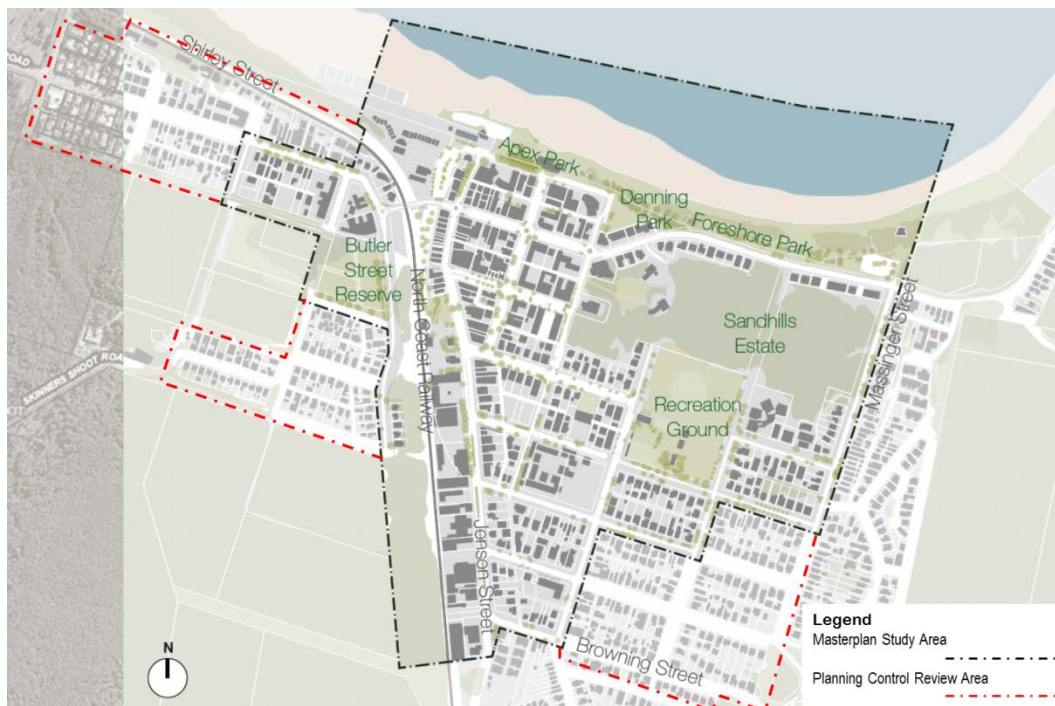 Shirley Street
ROAD
Apex Park
Denning
Park
Foreshore Park
Butler
Street
Reserve
North Coast Railway
Sandhills
Estate
Massinger Street
SKINNERS SHOOT ROAD
Recreation
Ground
Jonson Street
Browning Street
N
Legend
Masterplan Study Area
Planning Control Review Area